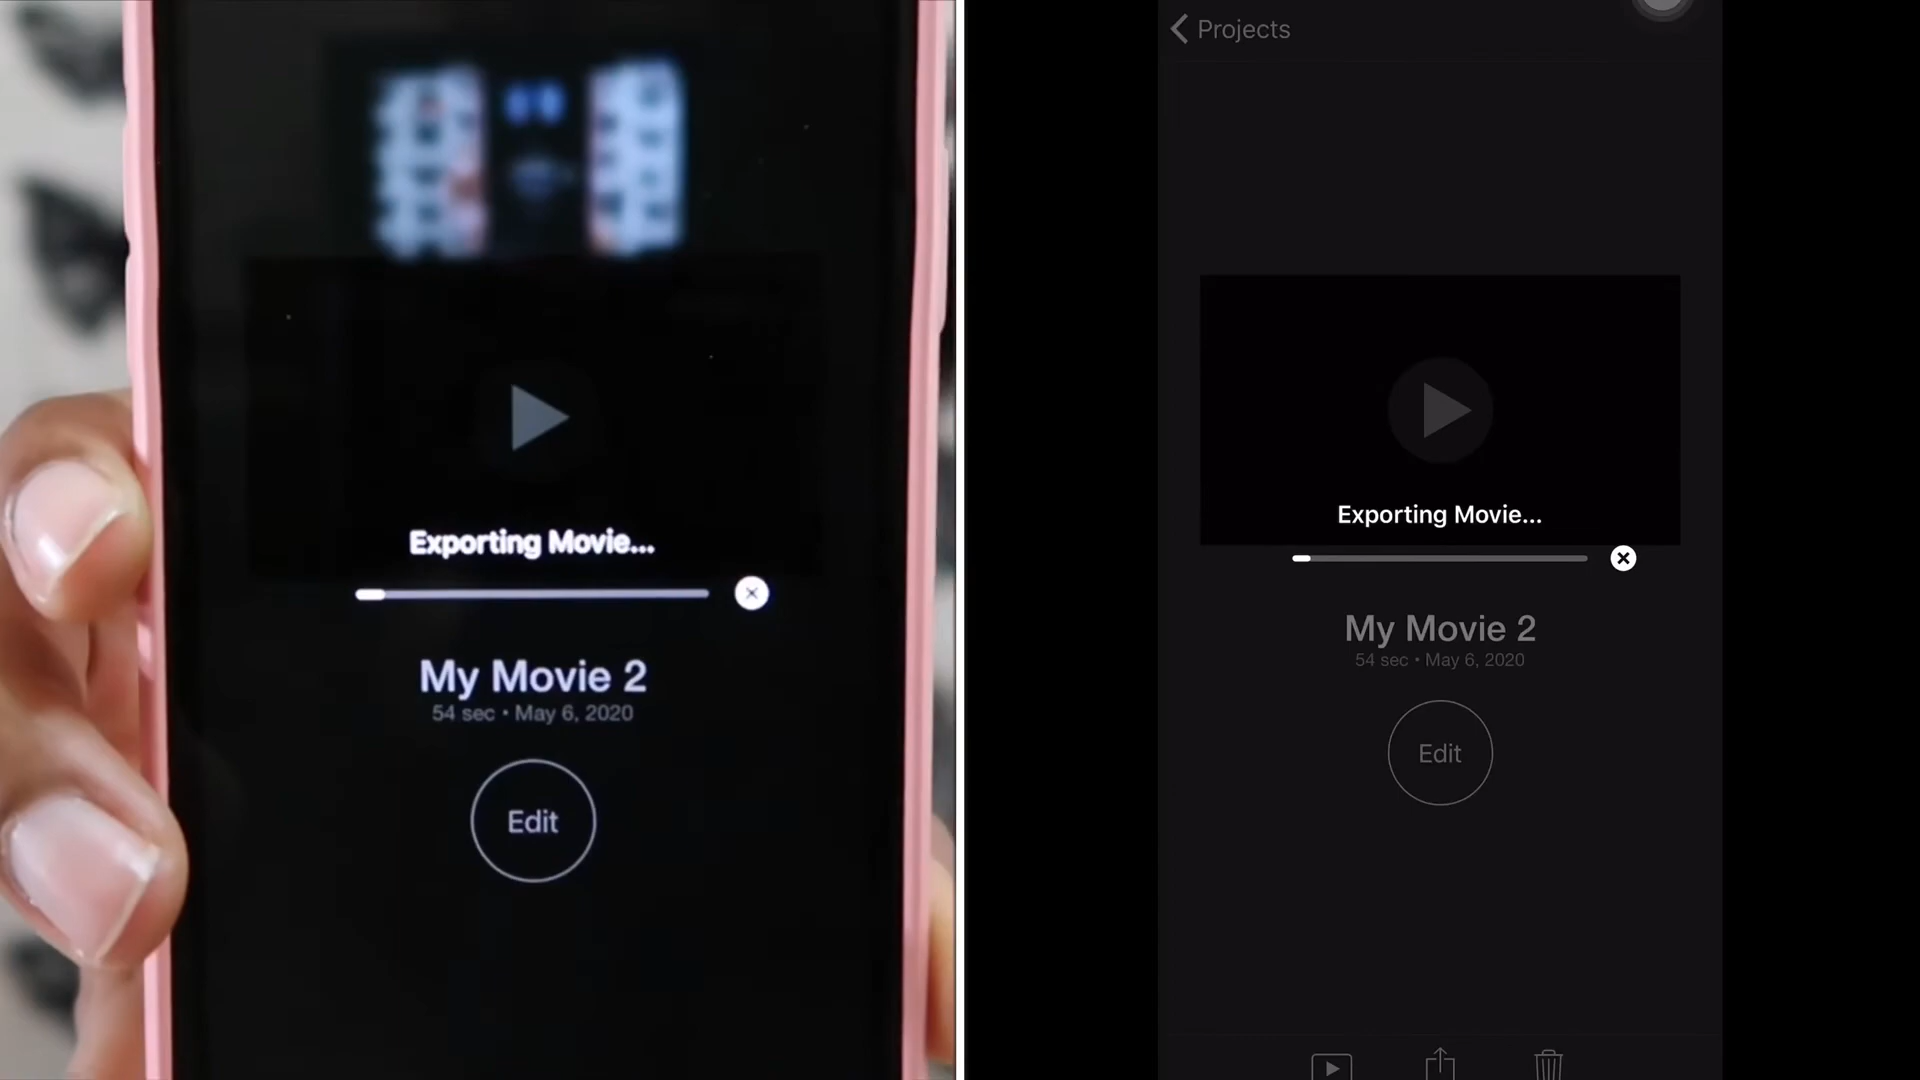 Exporting Movie...
My Movie 2
54 sec • May 6, 2020
Edit
Projects
Exporting Movie...
My Movie 2
54 sec • May 6, 2020
Edit